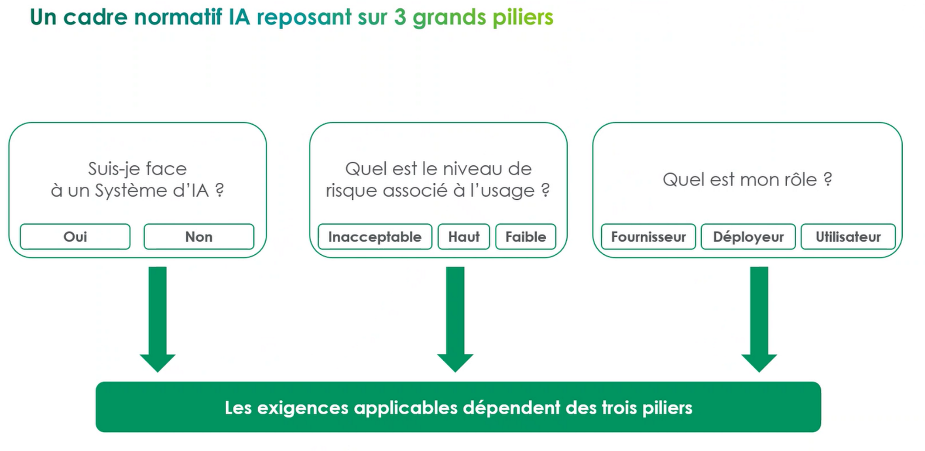 Un cadre normatif IA reposant sur 3 grands piliers
Suis-je face
à un Système d'IA ?
Oui
Non
Quel est le niveau de
risque associé à l'usage ?
Inacceptable
Haut
Faible
Quel est mon rôle ?
Fournisseur
Déployeur
Utilisateur
Les exigences applicables dépendent des trois piliers